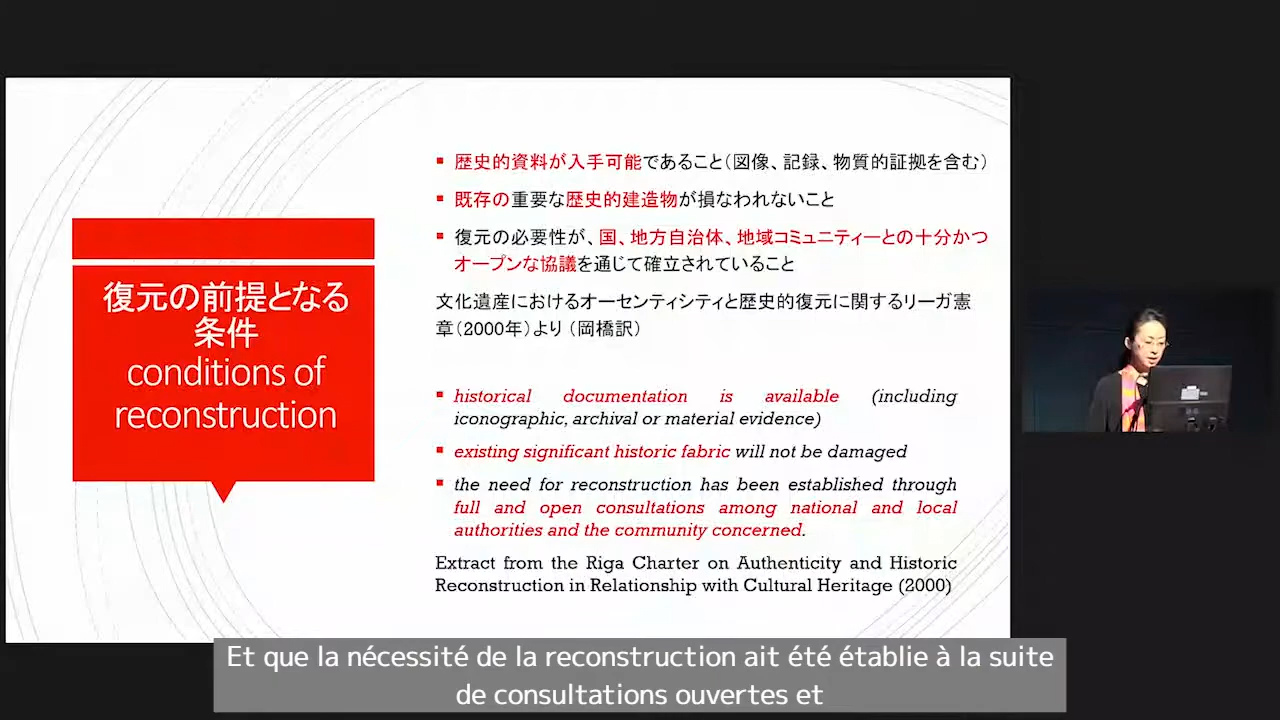 復元の前提となる
条件
conditions of
reconstruction
歴史的資料が入手可能であること（図像、記録、物質的証拠を含む）
既存の重要な歴史的建造物が損なわれないこと
復元の必要性が、国、地方自治体、地域コミュニティーとの十分かつ
オープンな協議を通じて確立されていること
文化遺産におけるオーセンティシティと歴史的復元に関するリーガ憲
章（2000年）より （岡橋訳）
historical documentation is available (including
iconographic, archival or material evidence)
existing significant historic fabric will not be damaged
the need for reconstruction has been established through
full and open consultations among national and local
authorities and the community concerned.
Extract from the Riga Charter on Authenticity and Historic
Reconstruction in Relationship with Cultural Heritage (2000)
Et que la nécessité de la reconstruction ait été établie à la suite
de consultations ouvertes et